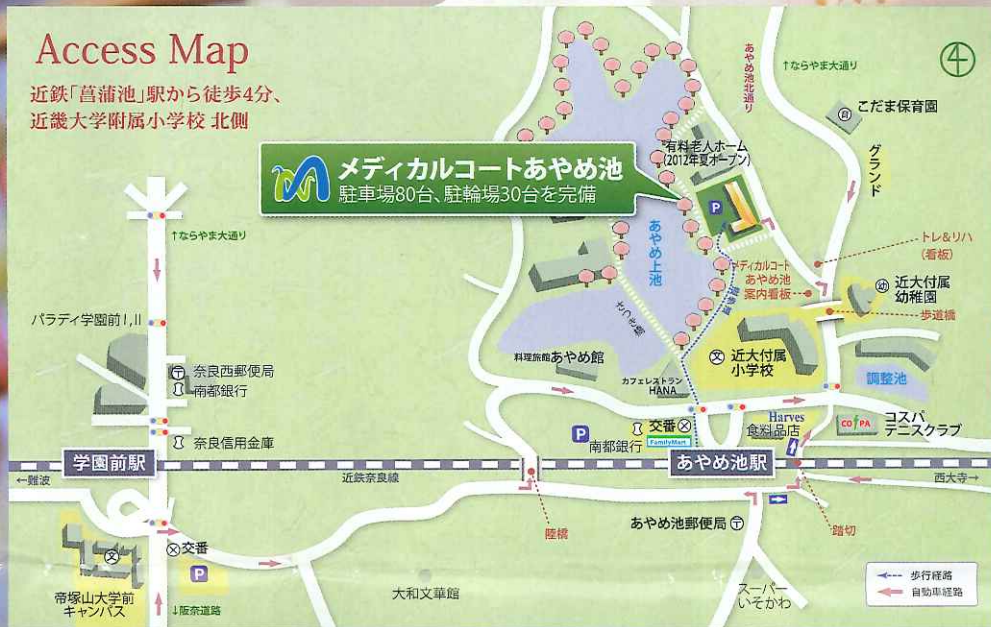 Access Map
近鉄「菖蒲池」駅から徒歩4分、
近畿大学附属小学校 北側
メディカルコートあやめ池
駐車場80台、駐輪場30台を完備
あやめ池北通り
↑ならやま大通り
こだま保育園
グランド
有料老人ホーム
(2012年夏オープン)
P
トレ&リハ
(看板)
メディカルコート
あやめ池
案内看板
近大付属
幼稚園
歩道橋
あやめ上池
近大付属
小学校
調整池
料理旅館あやめ館
カフェレストラン
HANA
↑ならやま大通り
パラディ学園前I,II
奈良西郵便局
南都銀行
奈良信用金庫
P
南都銀行
交番
FamilyMart
Harves
食料品店
COSPA
コスパ
テニスクラブ
学園前駅
あやめ池駅
←難波
近鉄奈良線
西大寺→
陸橋
あやめ池郵便局
踏切
交番
P
帝塚山大学前
キャンパス
↓阪奈道路
大和文華館
スーパー
いそかわ
歩行経路
自動車経路